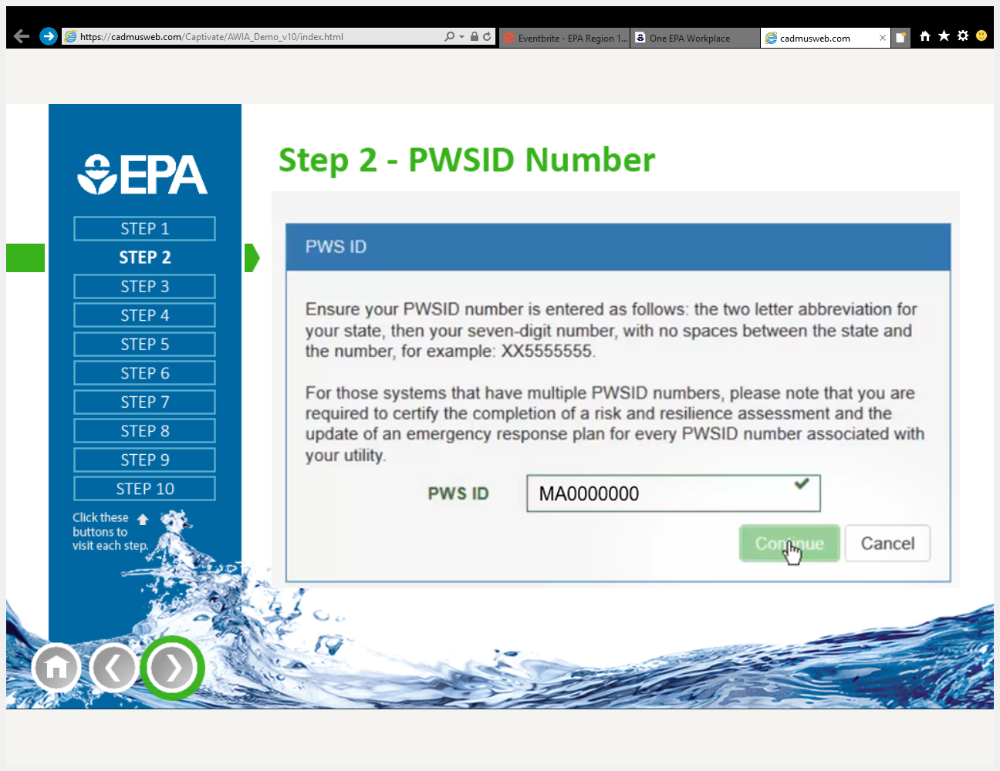 https://cadmusweb.com/Captivate/AWIA_Demo_v10/index.html
Eventbrite - EPA Region 1...
One EPA Workplace
cadmusweb.com
EPA
STEP 1
STEP 2
STEP 3
STEP 4
STEP 5
STEP 6
STEP 7
STEP 8
STEP 9
STEP 10
Click these
buttons to
visit each step.
Step 2 - PWSID Number
PWS ID
Ensure your PWSID number is entered as follows: the two letter abbreviation for
your state, then your seven-digit number, with no spaces between the state and
the number, for example: XX5555555.
For those systems that have multiple PWSID numbers, please note that you are
required to certify the completion of a risk and resilience assessment and the
update of an emergency response plan for every PWSID number associated with
your utility.
PWS ID
MA0000000
Continue
Cancel